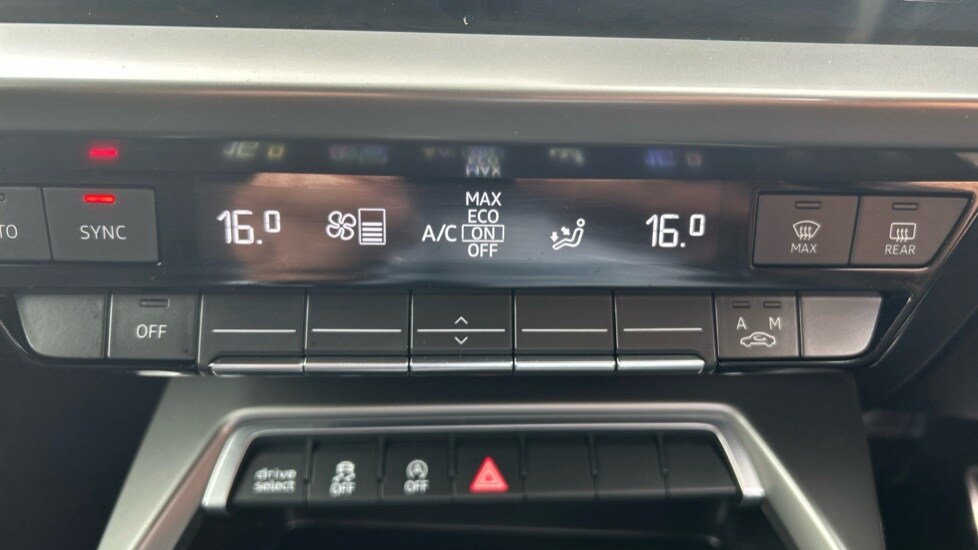 MAX
ECO
16.0 A/C ON 16.0
OFF
TO SYNC MAX REAR
OFF A M
drive
select OFF OFF